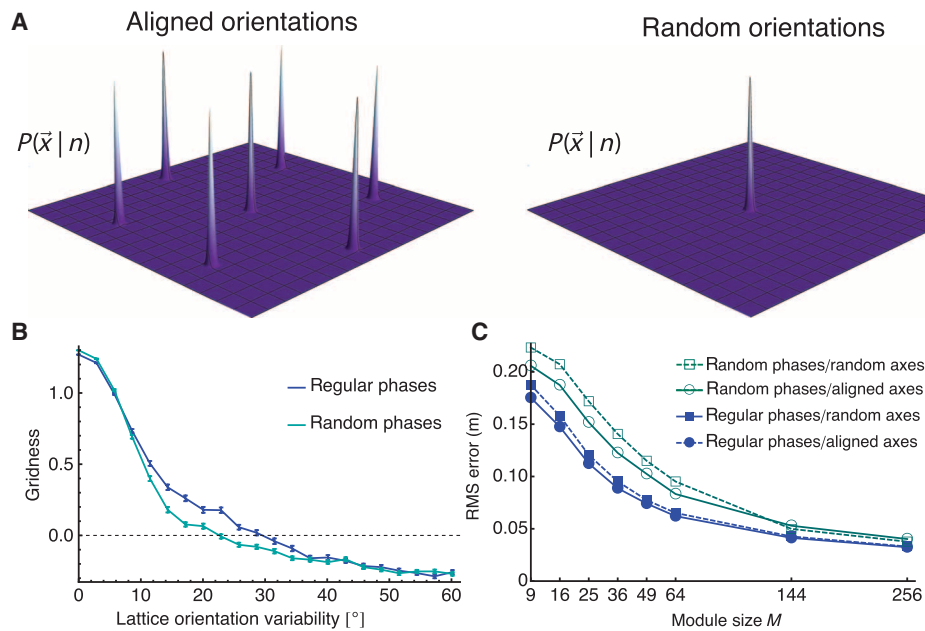 A
Aligned orientations
Random orientations
P(x⃗ | n)
P(x⃗ | n)
B
1.0
0.5
0.0
Gridness
Regular phases
Random phases
0 10 20 30 40 50 60
Lattice orientation variability [°]
C
0.20
0.15
0.10
0.05
RMS error (m)
Random phases/random axes
Random phases/aligned axes
Regular phases/random axes
Regular phases/aligned axes
9 16 25 36 49 64 144 256
Module size M